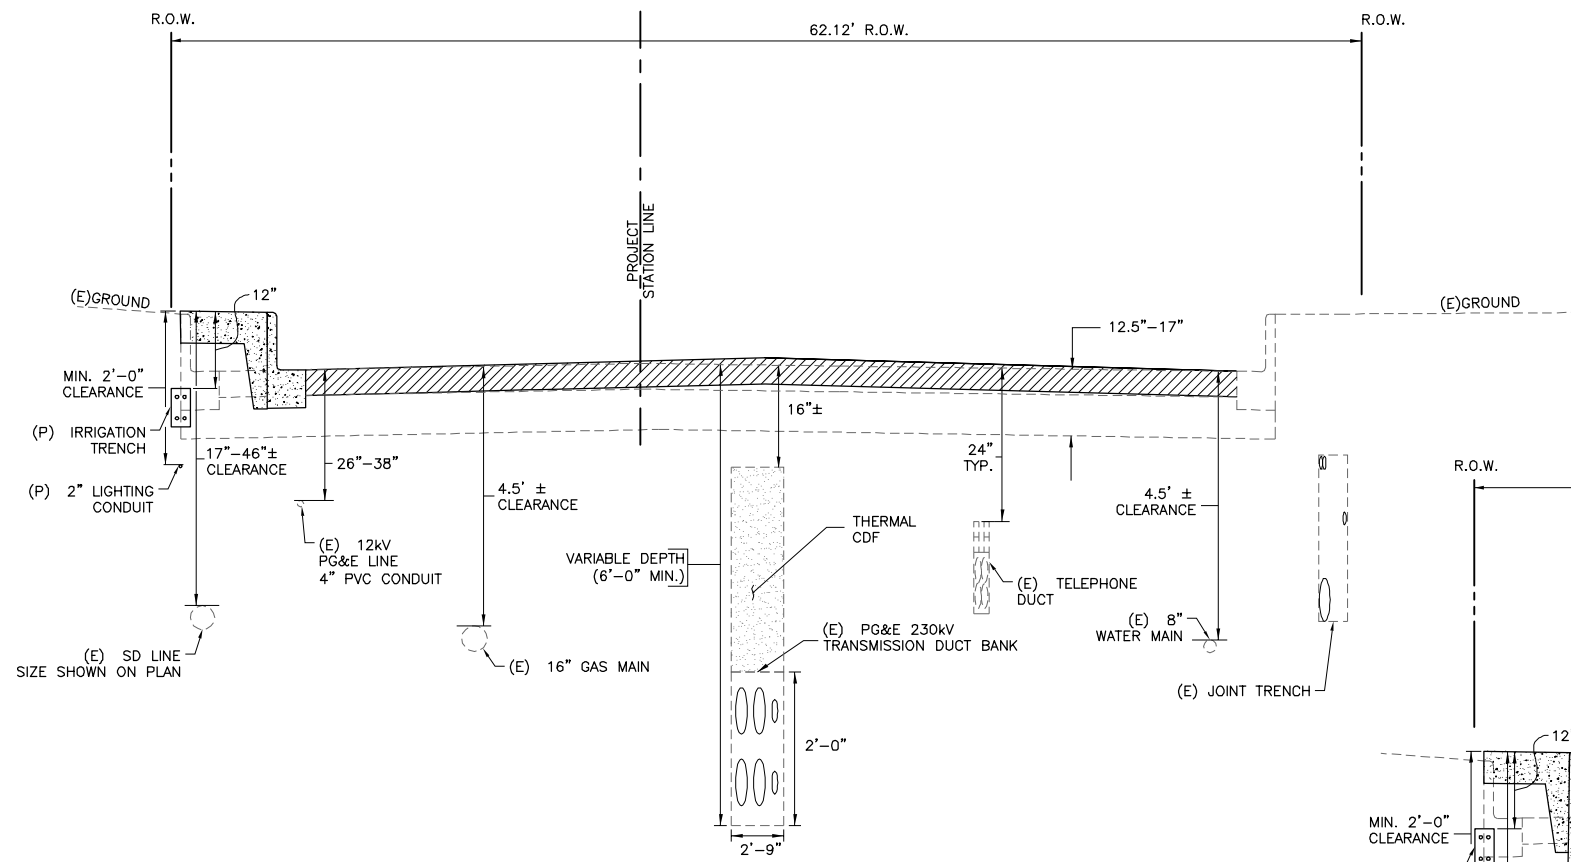 R.O.W.
62.12' R.O.W.
R.O.W.
PROJECT
STATION LINE
(E)GROUND
12"
12.5"-17"
(E)GROUND
MIN. 2'-0"
CLEARANCE
16"±
(P) IRRIGATION
TRENCH
17"-46"±
CLEARANCE
26"-38"
24"
TYP.
R.O.W.
(P) 2" LIGHTING
CONDUIT
4.5' ±
CLEARANCE
4.5' ±
CLEARANCE
THERMAL
CDF
(E) 12kV
PG&E LINE
4" PVC CONDUIT
VARIABLE DEPTH
(6'-0" MIN.)
(E) TELEPHONE
DUCT
(E) 8"
WATER MAIN
(E) PG&E 230kV
TRANSMISSION DUCT BANK
(E) SD LINE
SIZE SHOWN ON PLAN
(E) 16" GAS MAIN
(E) JOINT TRENCH
2'-0"
12
MIN. 2'-0"
CLEARANCE
2'-9"